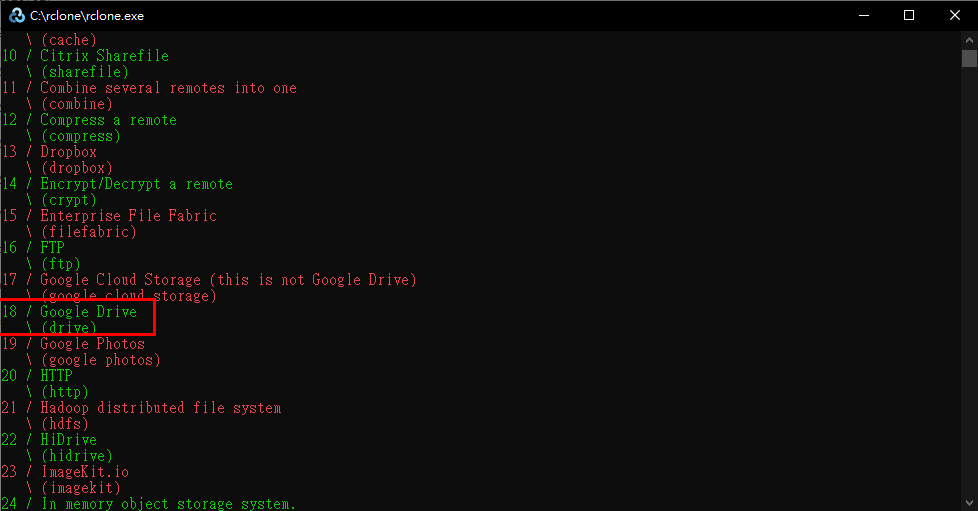 C:\rclone\rclone.exe
\ (cache)
10 / Citrix Sharefile
\ (sharefile)
11 / Combine several remotes into one
\ (combine)
12 / Compress a remote
\ (compress)
13 / Dropbox
\ (dropbox)
14 / Encrypt/Decrypt a remote
\ (crypt)
15 / Enterprise File Fabric
\ (filefabric)
16 / FTP
\ (ftp)
17 / Google Cloud Storage (this is not Google Drive)
\ (google cloud storage)
18 / Google Drive
\ (drive)
19 / Google Photos
\ (google photos)
20 / HTTP
\ (http)
21 / Hadoop distributed file system
\ (hdfs)
22 / HiDrive
\ (hidrive)
23 / ImageKit.io
\ (imagekit)
24 / In memory object storage system.